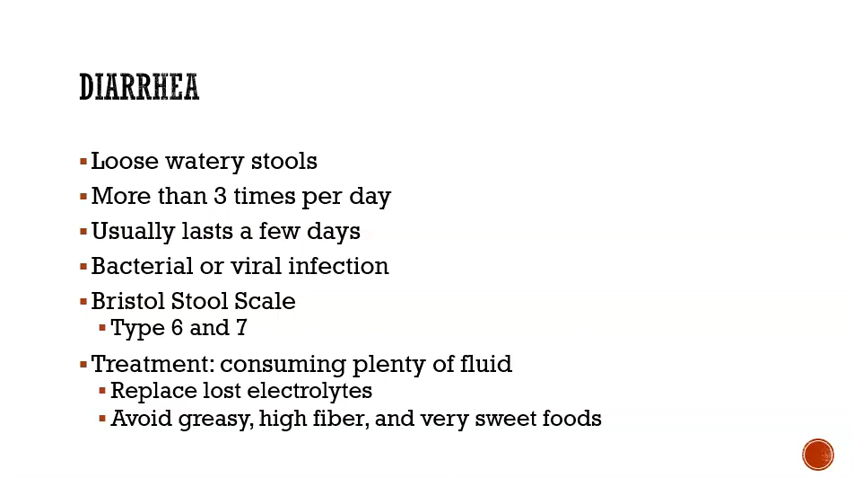 DIARRHEA
▪Loose watery stools
▪More than 3 times per day
▪Usually lasts a few days
▪Bacterial or viral infection
▪Bristol Stool Scale
▪Type 6 and 7
▪Treatment: consuming plenty of fluid
▪Replace lost electrolytes
▪Avoid greasy, high fiber, and very sweet foods